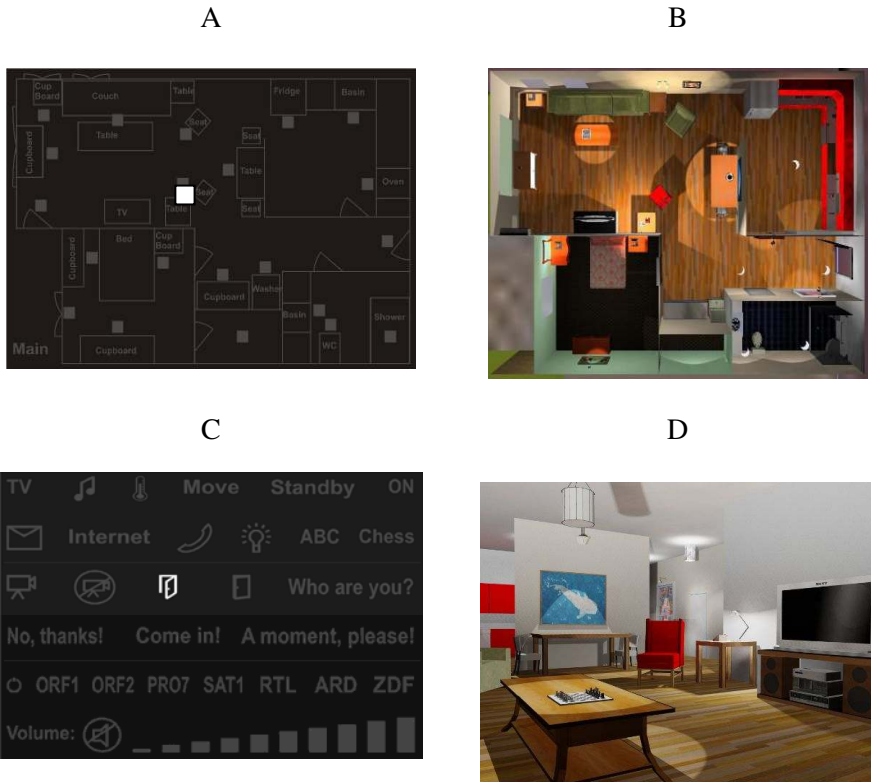 A
B
Cup
Board
Couch
Table
Fridge
Basin
Seat
Table
Seat
Cupboard
Table
Seat
Oven
TV
Table
Seat
Bed
Cup
Board
Cupboard
Cupboard
Washer
Basin
Shower
Main
Cupboard
WC
C
D
TV Move Standby ON
Internet ABC Chess
Who are you?
No, thanks! Come in! A moment, please!
ORF1 ORF2 PRO7 SAT1 RTL ARD ZDF
Volume: